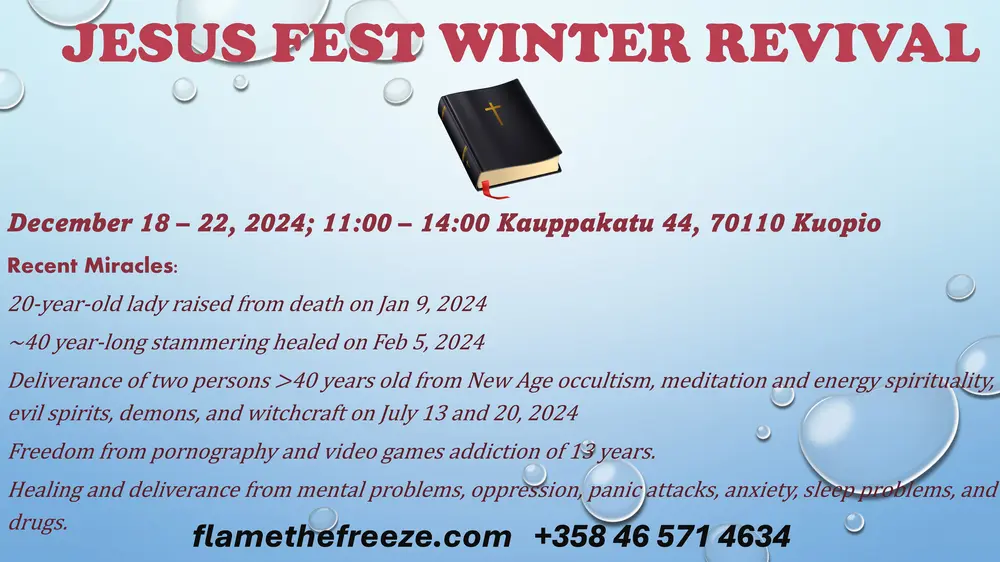 JESUS FEST WINTER REVIVAL
December 18 – 22, 2024; 11:00 – 14:00 Kauppakatu 44, 70110 Kuopio
Recent Miracles:
20-year-old lady raised from death on Jan 9, 2024
~40 year-long stammering healed on Feb 5, 2024
Deliverance of two persons >40 years old from New Age occultism, meditation and energy spirituality,
evil spirits, demons, and witchcraft on July 13 and 20, 2024
Freedom from pornography and video games addiction of 13 years.
Healing and deliverance from mental problems, oppression, panic attacks, anxiety, sleep problems, and
drugs.
flamethefreeze.com +358 46 571 4634